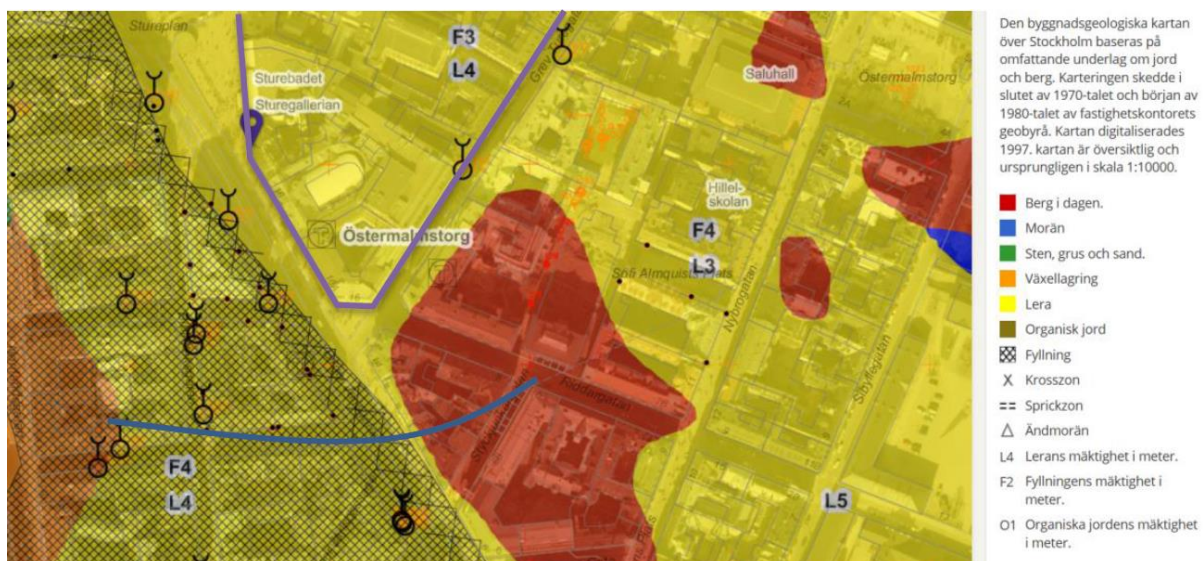 Stureplan
F3
L4
Sturebadet
Sturegallerian
Östermalmstorg
Saluhall
Östermalmstorg
Hillel-
skolan
F4
L3
Sofi Almquists Plats
Nybrogatan
Riddargatan
Sibyllegatan
F4
L4
L5
Den byggnadsgeologiska kartan
över Stockholm baseras på
omfattande underlag om jord
och berg. Karteringen skedde i
slutet av 1970-talet och början av
1980-talet av fastighetskontorets
geobyrå. Kartan digitaliserades
1997. kartan är översiktlig och
ursprungligen i skala 1:10000.
Berg i dagen.
Morän
Sten, grus och sand.
Växellagring
Lera
Organisk jord
Fyllning
Krosszon
Sprickzon
Ändmorän
L4 Lerans mäktighet i meter.
F2 Fyllningens mäktighet i
meter.
O1 Organiska jordens mäktighet
i meter.